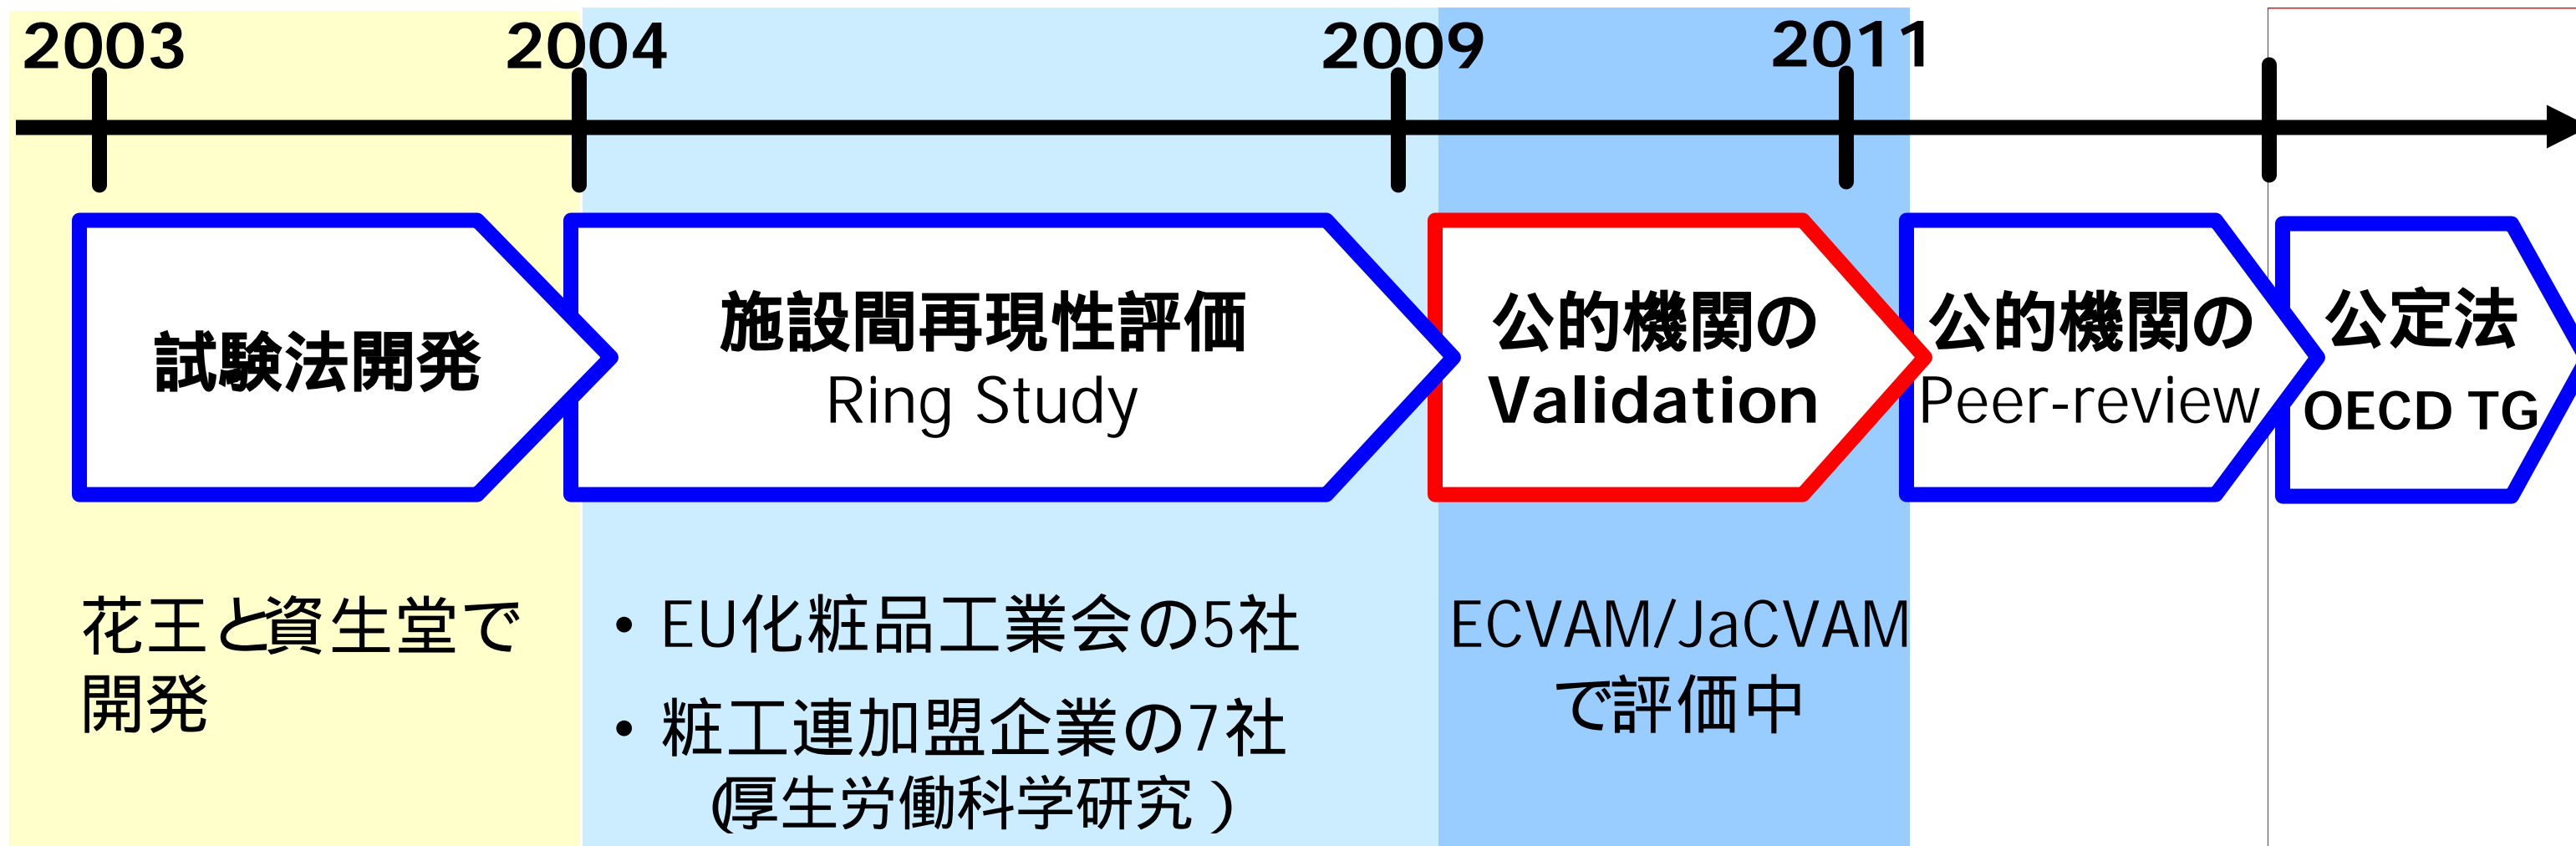 2003
2004
2009
2011
試験法開発
施設間再現性評価
Ring Study
公的機関の
Validation
公的機関の
Peer-review
公定法
OECD TG
花王と資生堂で
開発
・ EU化粧品工業会の5社
・ 粧工連加盟企業の7社
(厚生労働科学研究)
ECVAM/JaCVAM
で評価中